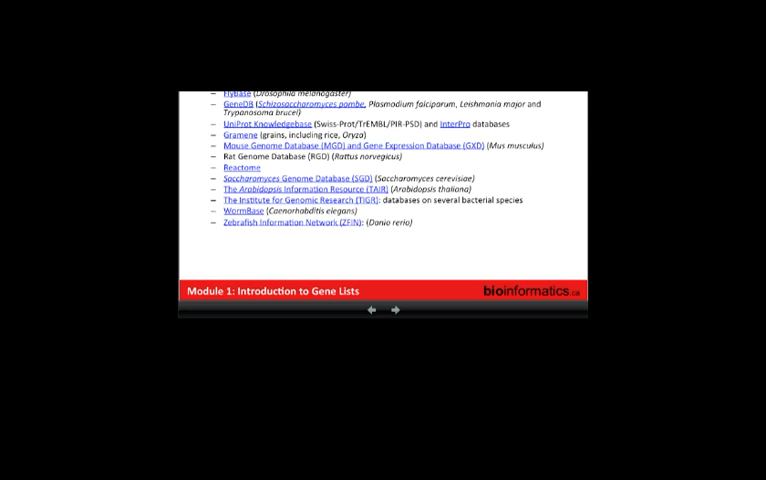 – FlyBase (Drosophila melanogaster)
– GeneDB (Schizosaccharomyces pombe, Plasmodium falciparum, Leishmania major and
Trypanosoma brucei)
– UniProt Knowledgebase (Swiss-Prot/TrEMBL/PIR-PSD) and InterPro databases
– Gramene (grains, including rice, Oryza)
– Mouse Genome Database (MGD) and Gene Expression Database (GXD) (Mus musculus)
– Rat Genome Database (RGD) (Rattus norvegicus)
– Reactome
– Saccharomyces Genome Database (SGD) (Saccharomyces cerevisiae)
– The Arabidopsis Information Resource (TAIR) (Arabidopsis thaliana)
– The Institute for Genomic Research (TIGR): databases on several bacterial species
– WormBase (Caenorhabditis elegans)
– Zebrafish Information Network (ZFIN): (Danio rerio)
Module 1: Introduction to Gene Lists
bioinformatics.ca